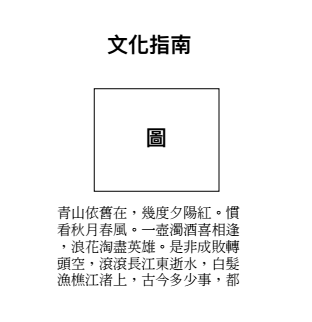 文化指南
圖
青山依舊在，幾度夕陽紅。慣
看秋月春風。一壺濁酒喜相逢
，浪花淘盡英雄。是非成敗轉
頭空，滾滾長江東逝水，白髮
漁樵江渚上，古今多少事，都